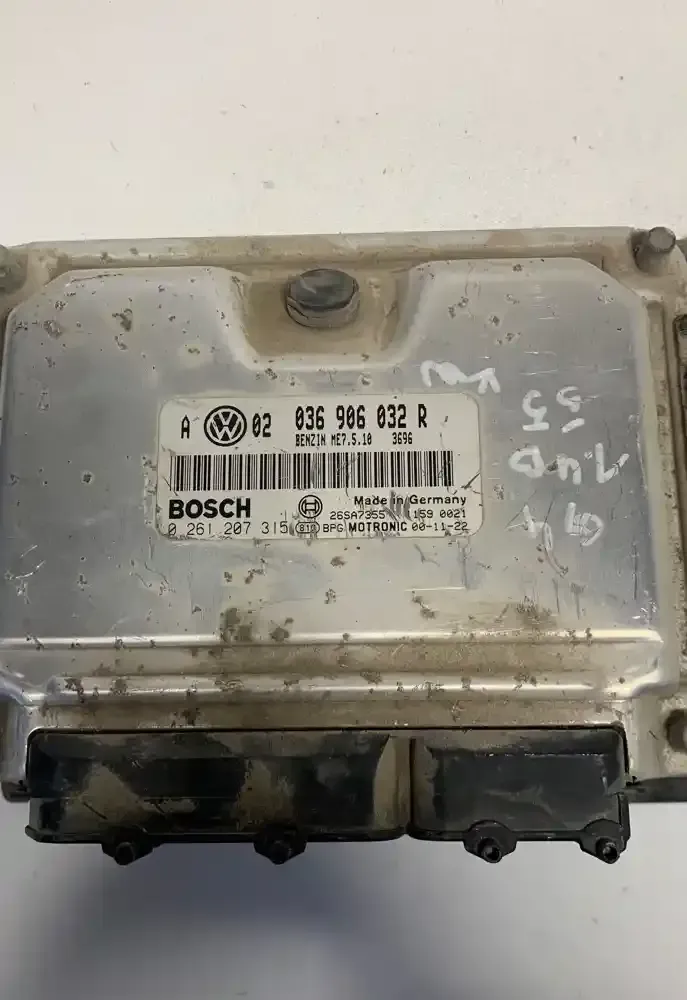 A 02 036 906 032 R
BENZIN ME7.5.10 3696
BOSCH
Made in Germany
26SA7355 1159 0021
0 261 207 315 BPG MOTRONIC 00-11-22
55